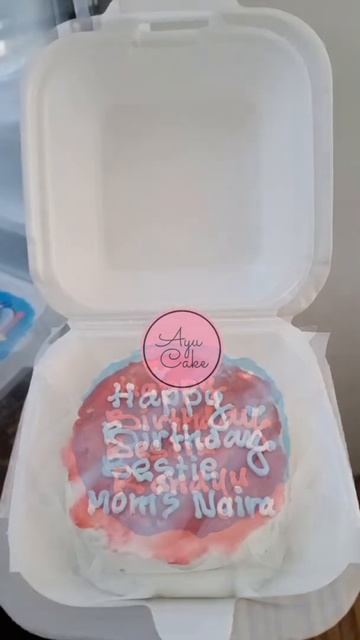 Ayu
Cake
Happy
Birthday
Bestie
Mom's Naira